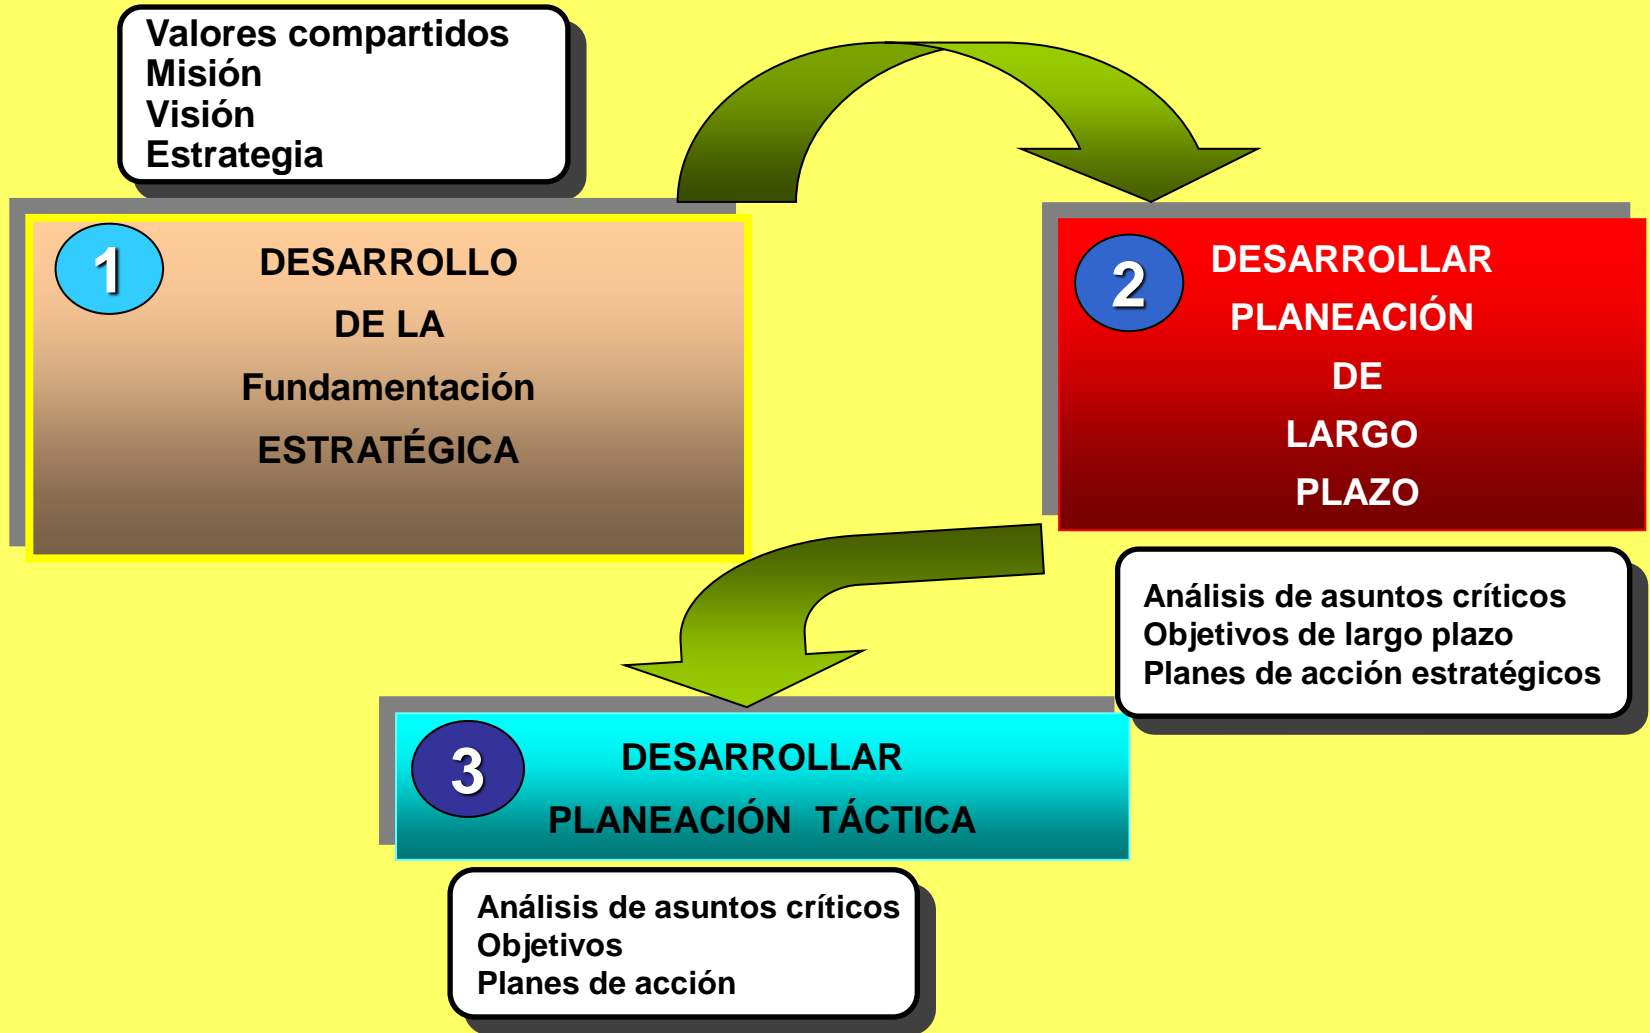 Valores compartidos
Misión
Visión
Estrategia
1
DESARROLLO
DE LA
Fundamentación
ESTRATÉGICA
2
DESARROLLAR
PLANEACIÓN
DE
LARGO
PLAZO
Análisis de asuntos críticos
Objetivos de largo plazo
Planes de acción estratégicos
3
DESARROLLAR
PLANEACIÓN TÁCTICA
Análisis de asuntos críticos
Objetivos
Planes de acción